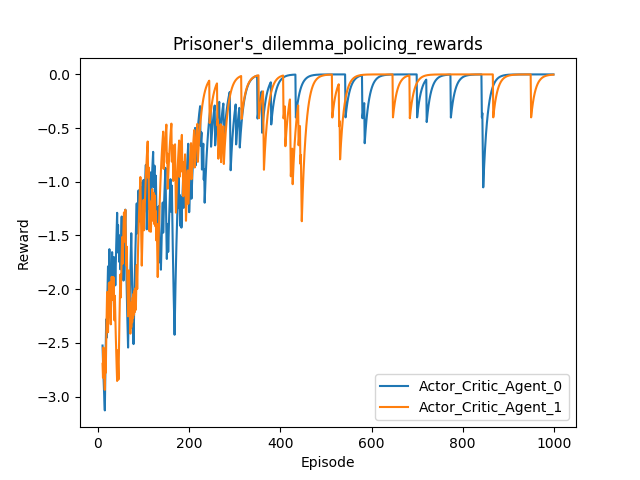 Prisoner's_dilemma_policing_rewards
0.0
−0.5
−1.0
−1.5
−2.0
−2.5
−3.0
Reward
0 200 400 600 800 1000
Episode
Actor_Critic_Agent_0
Actor_Critic_Agent_1